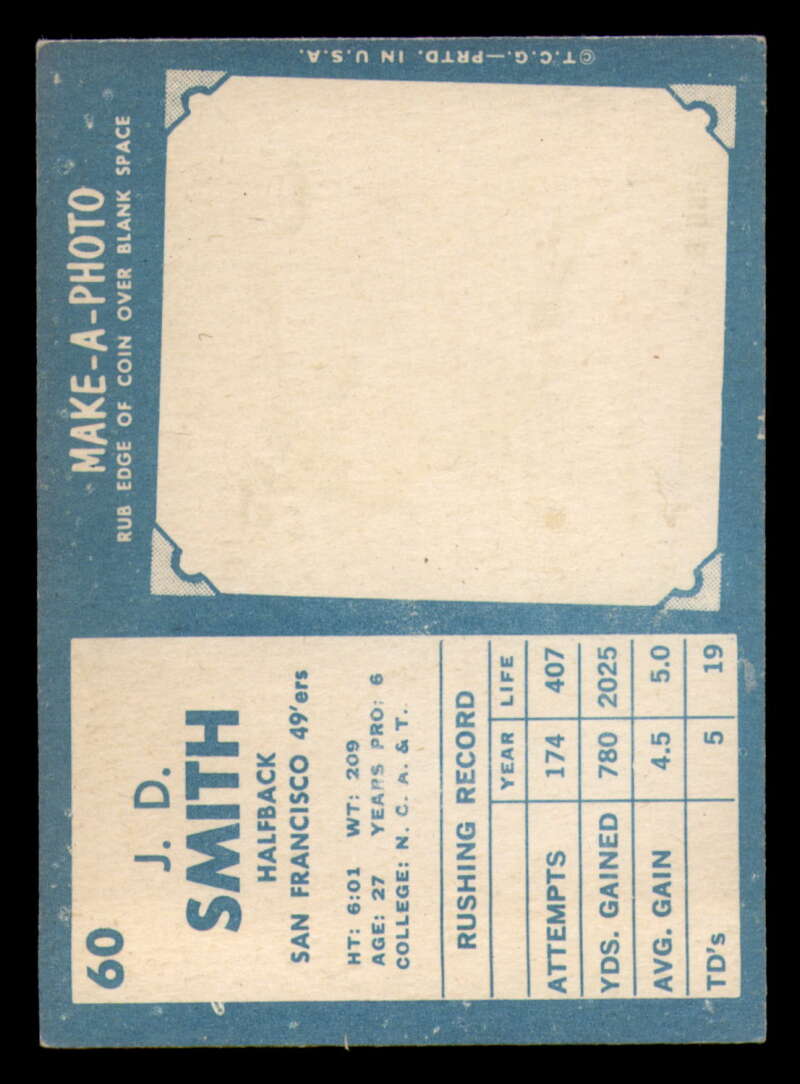 60
J. D.
SMITH
HALFBACK
SAN FRANCISCO 49'ers
HT: 6:01 WT: 209
AGE: 27 YEARS PRO: 6
COLLEGE: N. C. A. & T.
RUSHING RECORD
YEAR LIFE
ATTEMPTS 174 407
YDS. GAINED 780 2025
AVG. GAIN 4.5 5.0
TD's 5 19
MAKE-A-PHOTO
RUB EDGE OF COIN OVER BLANK SPACE
©T.C.G.—PRTD. IN U.S.A.